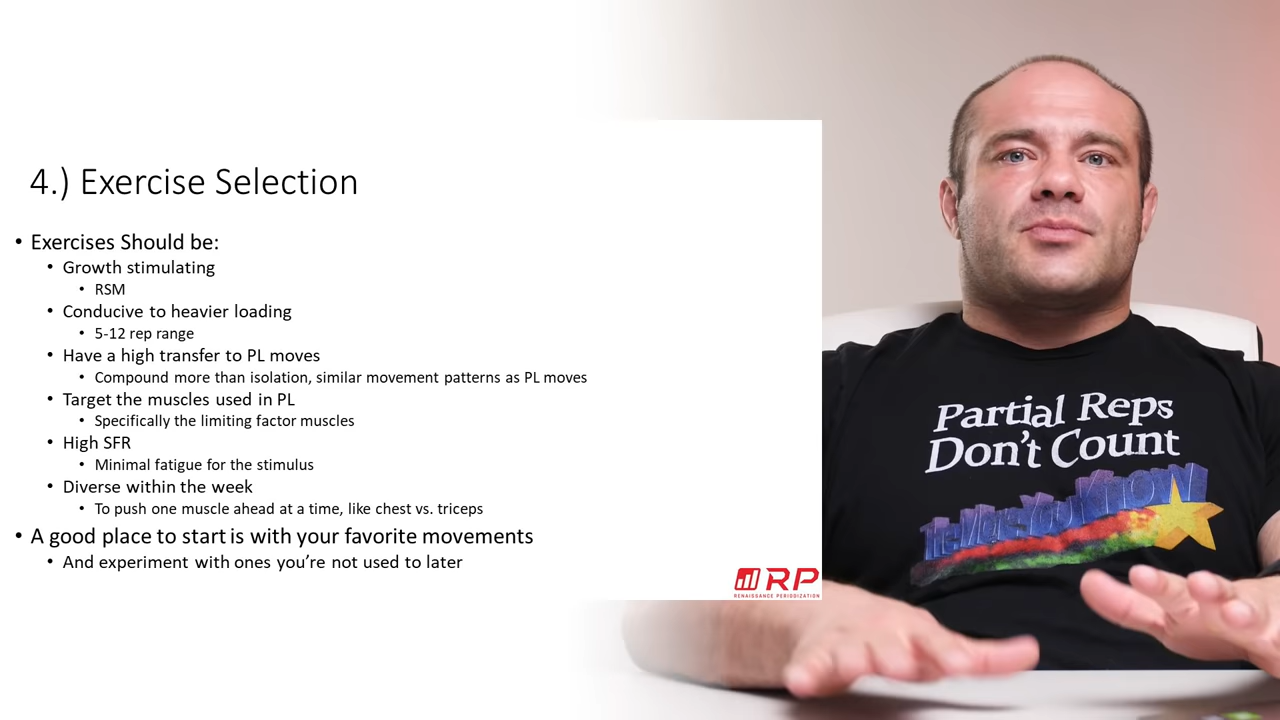 4.) Exercise Selection
• Exercises Should be:
• Growth stimulating
• RSM
• Conducive to heavier loading
• 5-12 rep range
• Have a high transfer to PL moves
• Compound more than isolation, similar movement patterns as PL moves
• Target the muscles used in PL
• Specifically the limiting factor muscles
• High SFR
• Minimal fatigue for the stimulus
• Diverse within the week
• To push one muscle ahead at a time, like chest vs. triceps
• A good place to start is with your favorite movements
• And experiment with ones you’re not used to later
RP
RENAISSANCE PERIODIZATION
Partial Reps
Don't Count
The More You Know